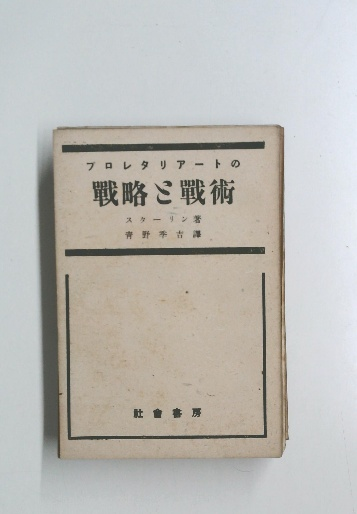 プロレタリアートの
戰略と戰術
スターリン著
靑野季吉譯
社會書房